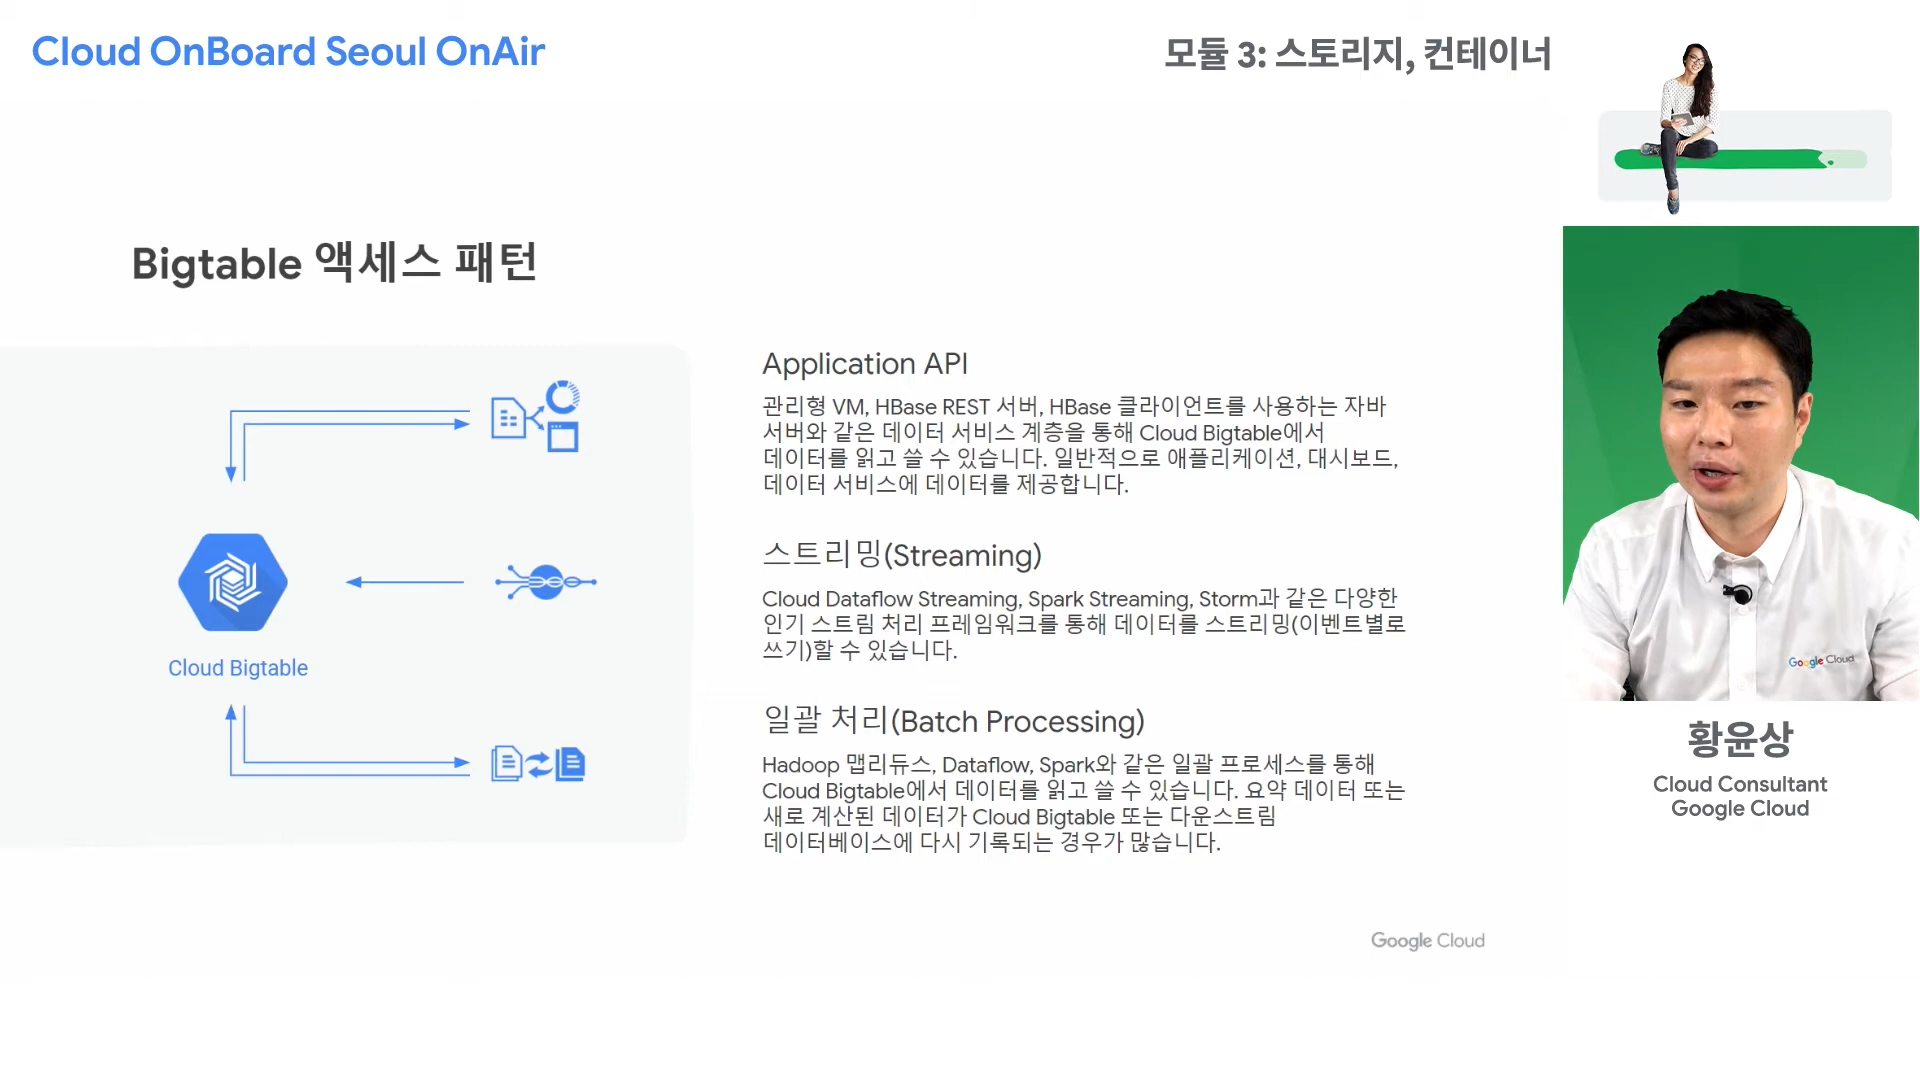 Cloud OnBoard Seoul OnAir
모듈 3: 스토리지, 컨테이너
Bigtable 액세스 패턴
Cloud Bigtable
Application API
관리형 VM, HBase REST 서버, HBase 클라이언트를 사용하는 자바
서버와 같은 데이터 서비스 계층을 통해 Cloud Bigtable에서
데이터를 읽고 쓸 수 있습니다. 일반적으로 애플리케이션, 대시보드,
데이터 서비스에 데이터를 제공합니다.
스트리밍(Streaming)
Cloud Dataflow Streaming, Spark Streaming, Storm과 같은 다양한
인기 스트림 처리 프레임워크를 통해 데이터를 스트리밍(이벤트별로
쓰기)할 수 있습니다.
일괄 처리(Batch Processing)
Hadoop 맵리듀스, Dataflow, Spark와 같은 일괄 프로세스를 통해
Cloud Bigtable에서 데이터를 읽고 쓸 수 있습니다. 요약 데이터 또는
새로 계산된 데이터가 Cloud Bigtable 또는 다운스트림
데이터베이스에 다시 기록되는 경우가 많습니다.
Google Cloud
Google Cloud
황윤상
Cloud Consultant
Google Cloud